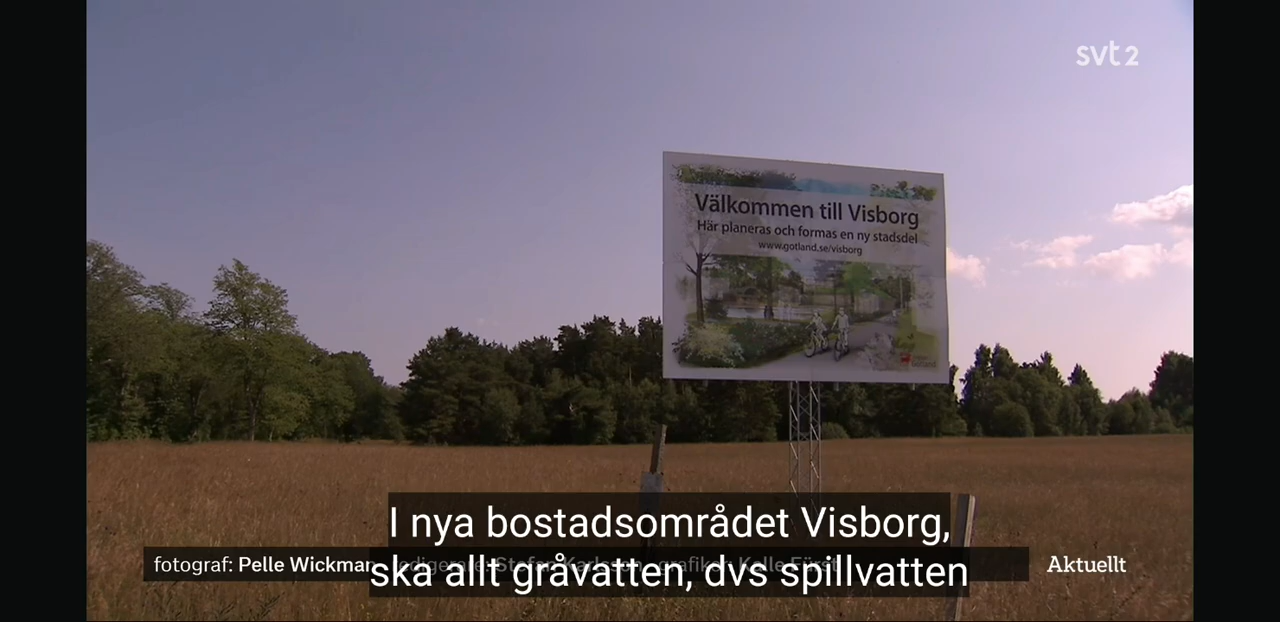 svt2
Välkommen till Visborg
Här planeras och formas en ny stadsdel
www.gotland.se/visborg
I nya bostadsområdet Visborg,
fotograf: Pelle Wickman
ska allt gråvatten, dvs spillvatten
Aktuellt